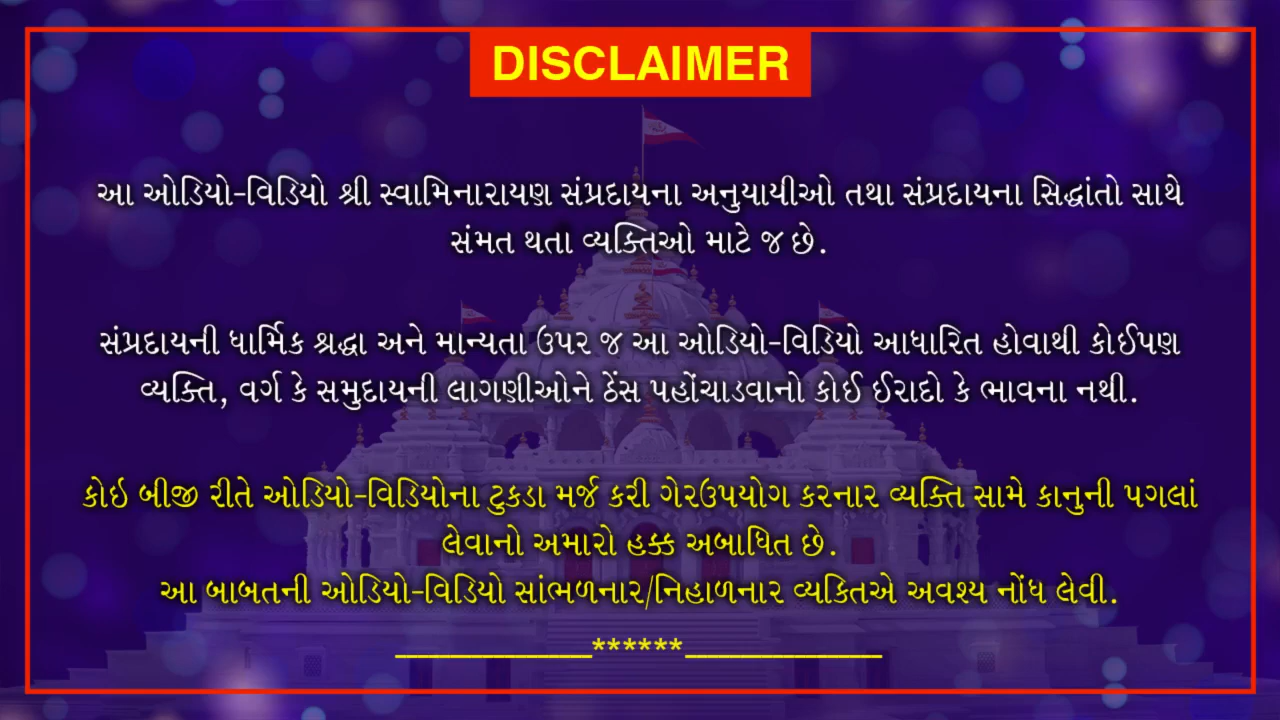 DISCLAIMER
આ ઓડિયો-વિડિયો શ્રી સ્વામિનારાયણ સંપ્રદાયના અનુયાયીઓ તથા સંપ્રદાયના સિદ્ધાંતો સાથે
સંમત થતા વ્યક્તિઓ માટે જ છે.
સંપ્રદાયની ધાર્મિક શ્રદ્ધા અને માન્યતા ઉપર જ આ ઓડિયો-વિડિયો આધારિત હોવાથી કોઈપણ
વ્યક્તિ, વર્ગ કે સમુદાયની લાગણીઓને ઠેંસ પહોંચાડવાનો કોઈ ઈરાદો કે ભાવના નથી.
કોઇ બીજી રીતે ઓડિયો-વિડિયોના ટુકડા મર્જ કરી ગેરઉપયોગ કરનાર વ્યક્તિ સામે કાનુની પગલાં
લેવાનો અમારો હક્ક અબાધિત છે.
આ બાબતની ઓડિયો-વિડિયો સાંભળનાર/નિહાળનાર વ્યકિતએ અવશ્ય નોંધ લેવી.
______________******______________